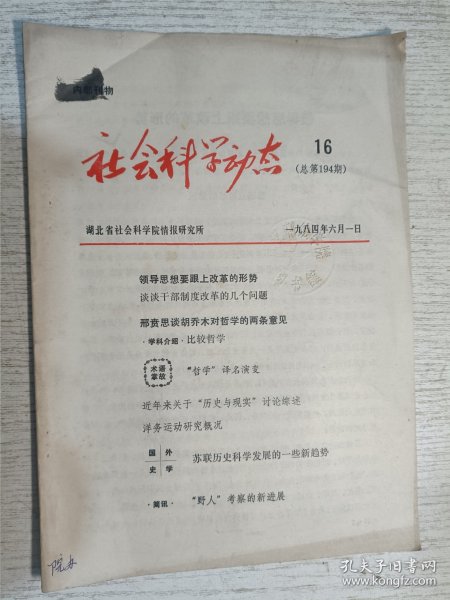 内部刊物
社会科学动态
16
(总第194期)
湖北省社会科学院情报研究所
一九八四年六月一日
领导思想要跟上改革的形势
谈谈干部制度改革的几个问题
邢贲思谈胡乔木对哲学的两条意见
·学科介绍·比较哲学
术语掌故
“哲学”译名演变
近年来关于“历史与现实”讨论综述
洋务运动研究概况
国外史学
苏联历史科学发展的一些新趋势
·简讯·
“野人”考察的新进展
院办
孔夫子旧书网
www.kongfz.com